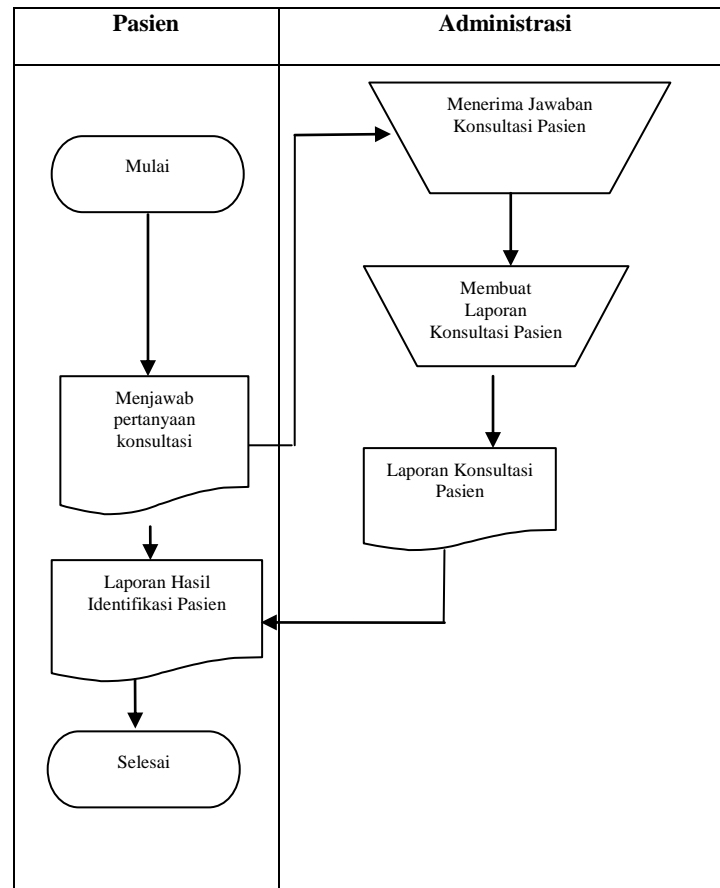 Pasien
Administrasi
Mulai
Menjawab
pertanyaan
konsultasi
Menerima Jawaban
Konsultasi Pasien
Membuat
Laporan
Konsultasi Pasien
Laporan Konsultasi
Pasien
Laporan Hasil
Identifikasi Pasien
Selesai